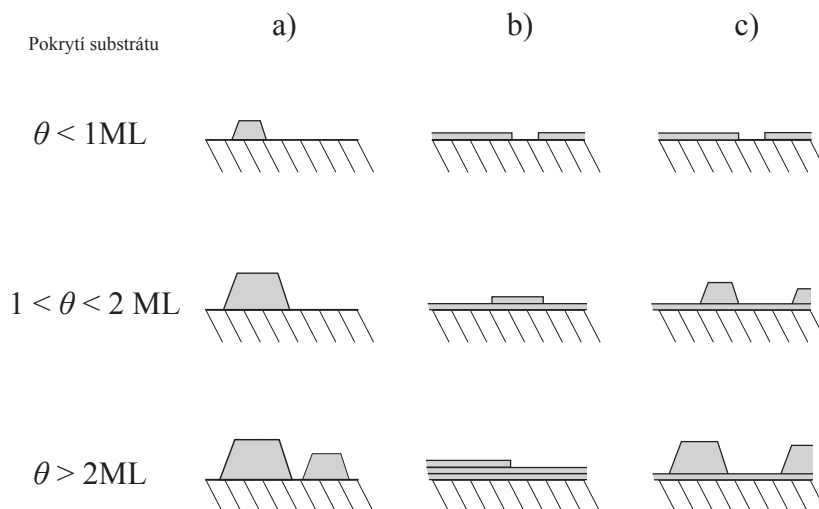 a)
b)
c)
Pokrytí substrátu
θ < 1ML
1 < θ < 2 ML
θ > 2ML